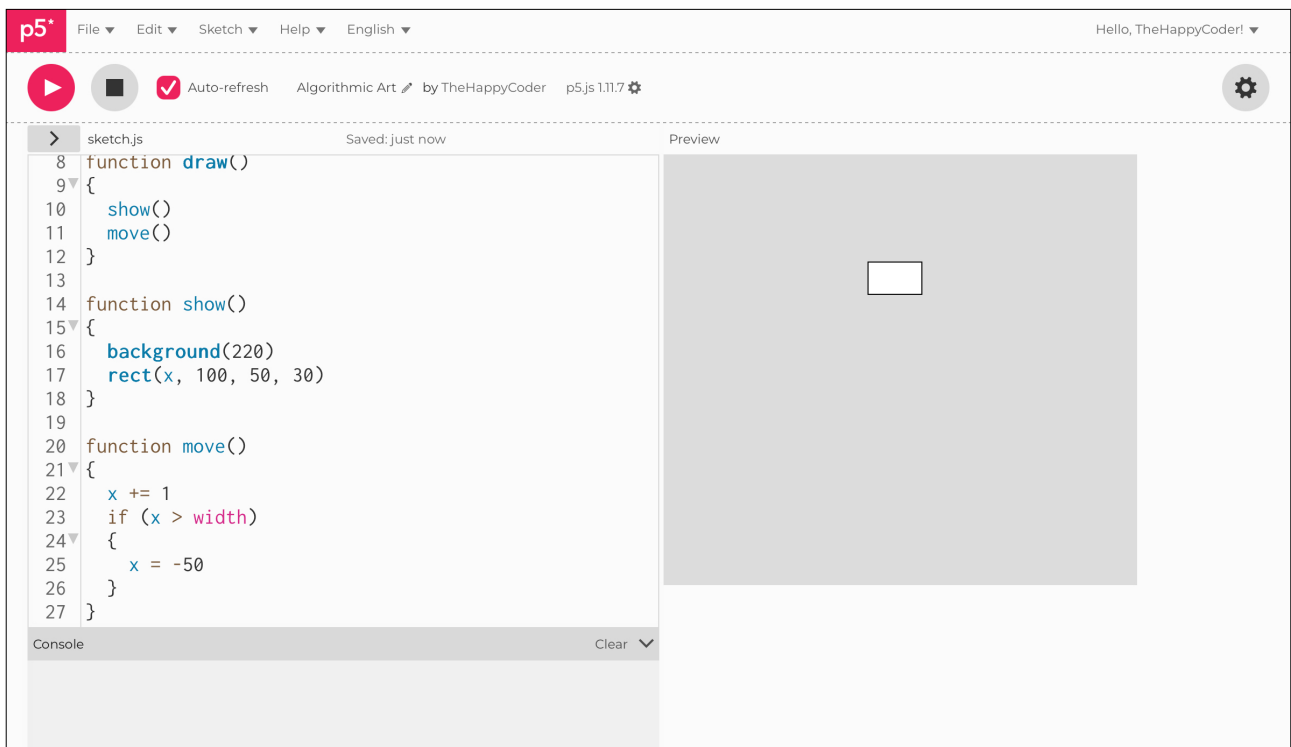 p5* File Edit Sketch Help English Hello, TheHappyCoder!
Auto-refresh Algorithmic Art by TheHappyCoder p5.js 1.11.7
sketch.js Saved: just now Preview
8 function draw()
9 {
10 show()
11 move()
12 }
13
14 function show()
15 {
16 background(220)
17 rect(x, 100, 50, 30)
18 }
19
20 function move()
21 {
22 x += 1
23 if (x > width)
24 {
25 x = -50
26 }
27 }
Console Clear